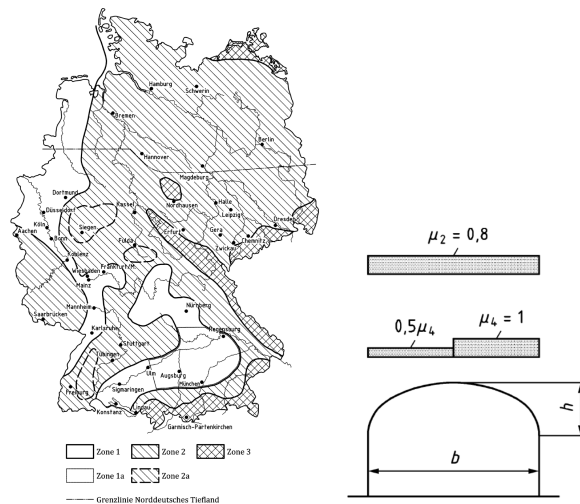 Hamburg
Schwerin
Bremen
Berlin
Hannover
Magdeburg
Dortmund
Düsseldorf
Köln
Aachen
Bonn
Siegen
Kassel
Nordhausen
Halle
Leipzig
Dresden
Erfurt
Gera
Chemnitz
Zwickau
Fulda
Koblenz
Wiesbaden
Frankfurt/M.
Mainz
Saarbrücken
Mannheim
Nürnberg
Karlsruhe
Regensburg
Stuttgart
Tübingen
Ulm
Augsburg
München
Freiburg
Sigmaringen
Konstanz
Lindau
Garmisch-Partenkirchen
Zone 1
Zone 2
Zone 3
Zone 1a
Zone 2a
Grenzlinie Norddeutsches Tiefland
μ₂ = 0,8
0,5μ₄
μ₄ = 1
h
b